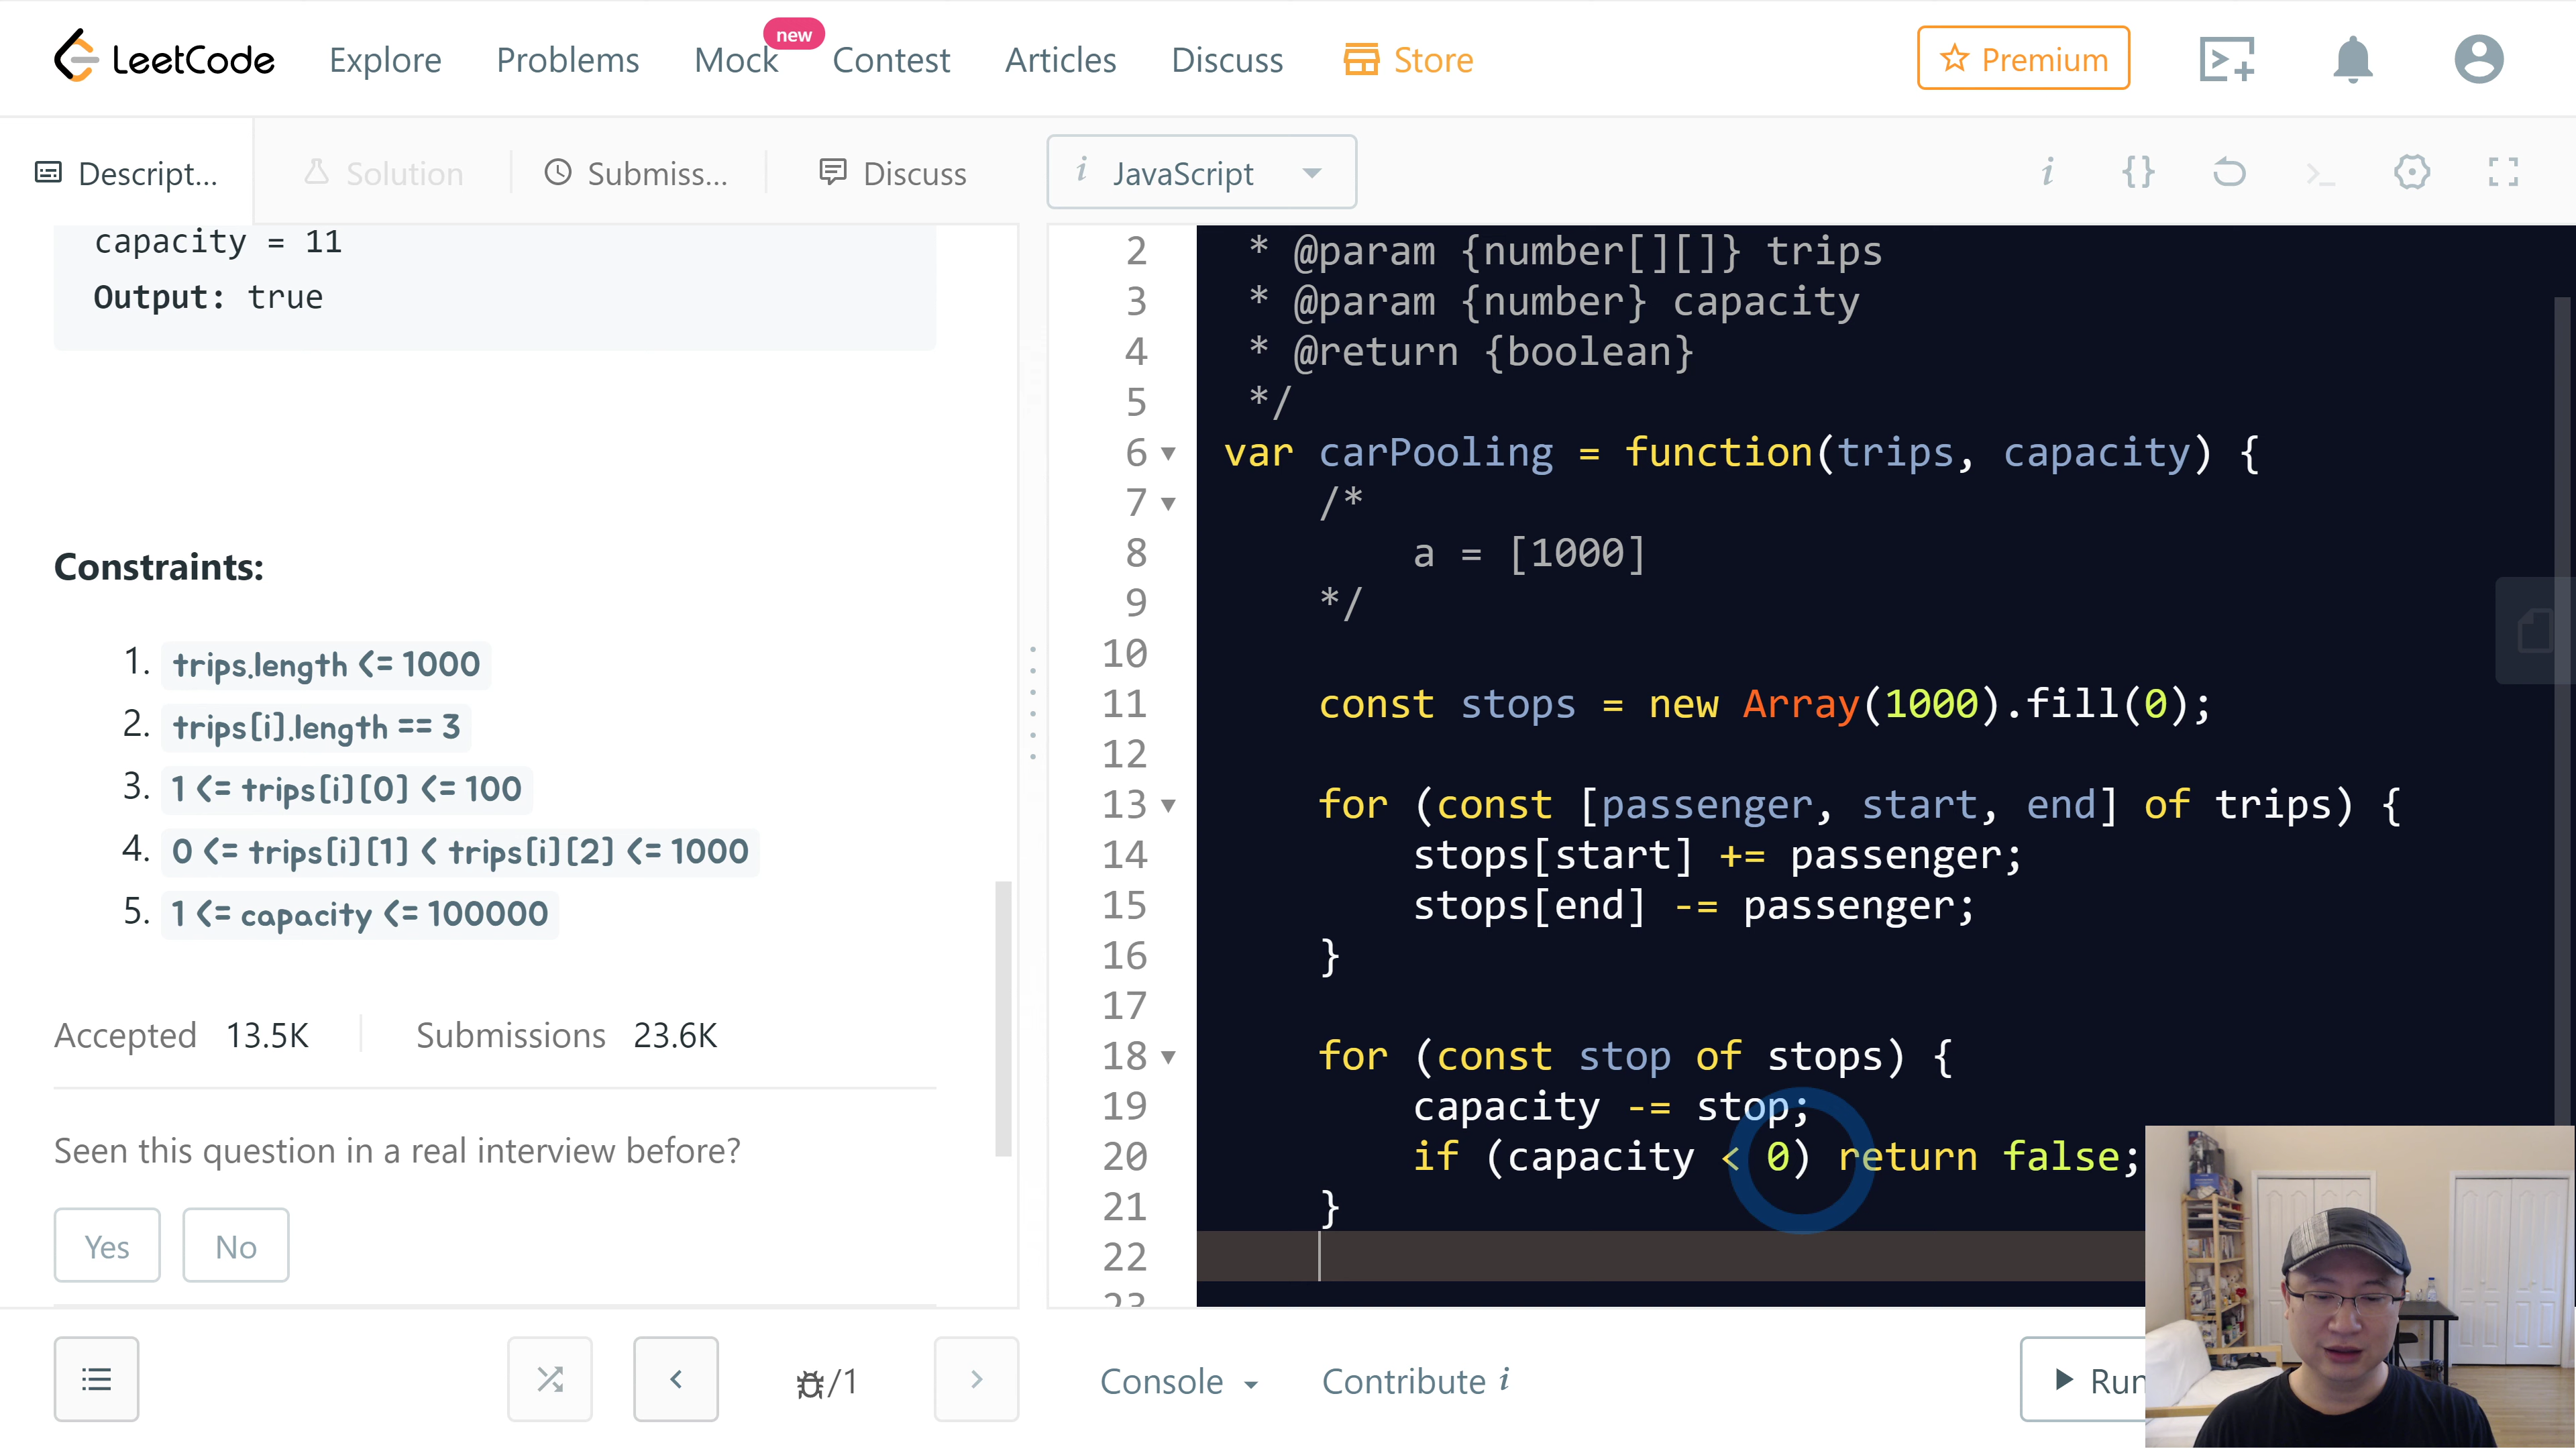 LeetCode
Explore
Problems
Mock
new
Contest
Articles
Discuss
Store
Premium
Descript...
Solution
Submiss...
Discuss
i JavaScript
i {} >_
capacity = 11
Output: true
Constraints:
1. trips.length <= 1000
2. trips[i].length == 3
3. 1 <= trips[i][0] <= 100
4. 0 <= trips[i][1] < trips[i][2] <= 1000
5. 1 <= capacity <= 100000
Accepted 13.5K
Submissions 23.6K
Seen this question in a real interview before?
Yes
No
2 * @param {number[][]} trips
3 * @param {number} capacity
4 * @return {boolean}
5 */
6 var carPooling = function(trips, capacity) {
7 /*
8 a = [1000]
9 */
10
11 const stops = new Array(1000).fill(0);
12
13 for (const [passenger, start, end] of trips) {
14 stops[start] += passenger;
15 stops[end] -= passenger;
16 }
17
18 for (const stop of stops) {
19 capacity -= stop;
20 if (capacity < 0) return false;
21 }
22
23
/1
Console
Contribute i
Run